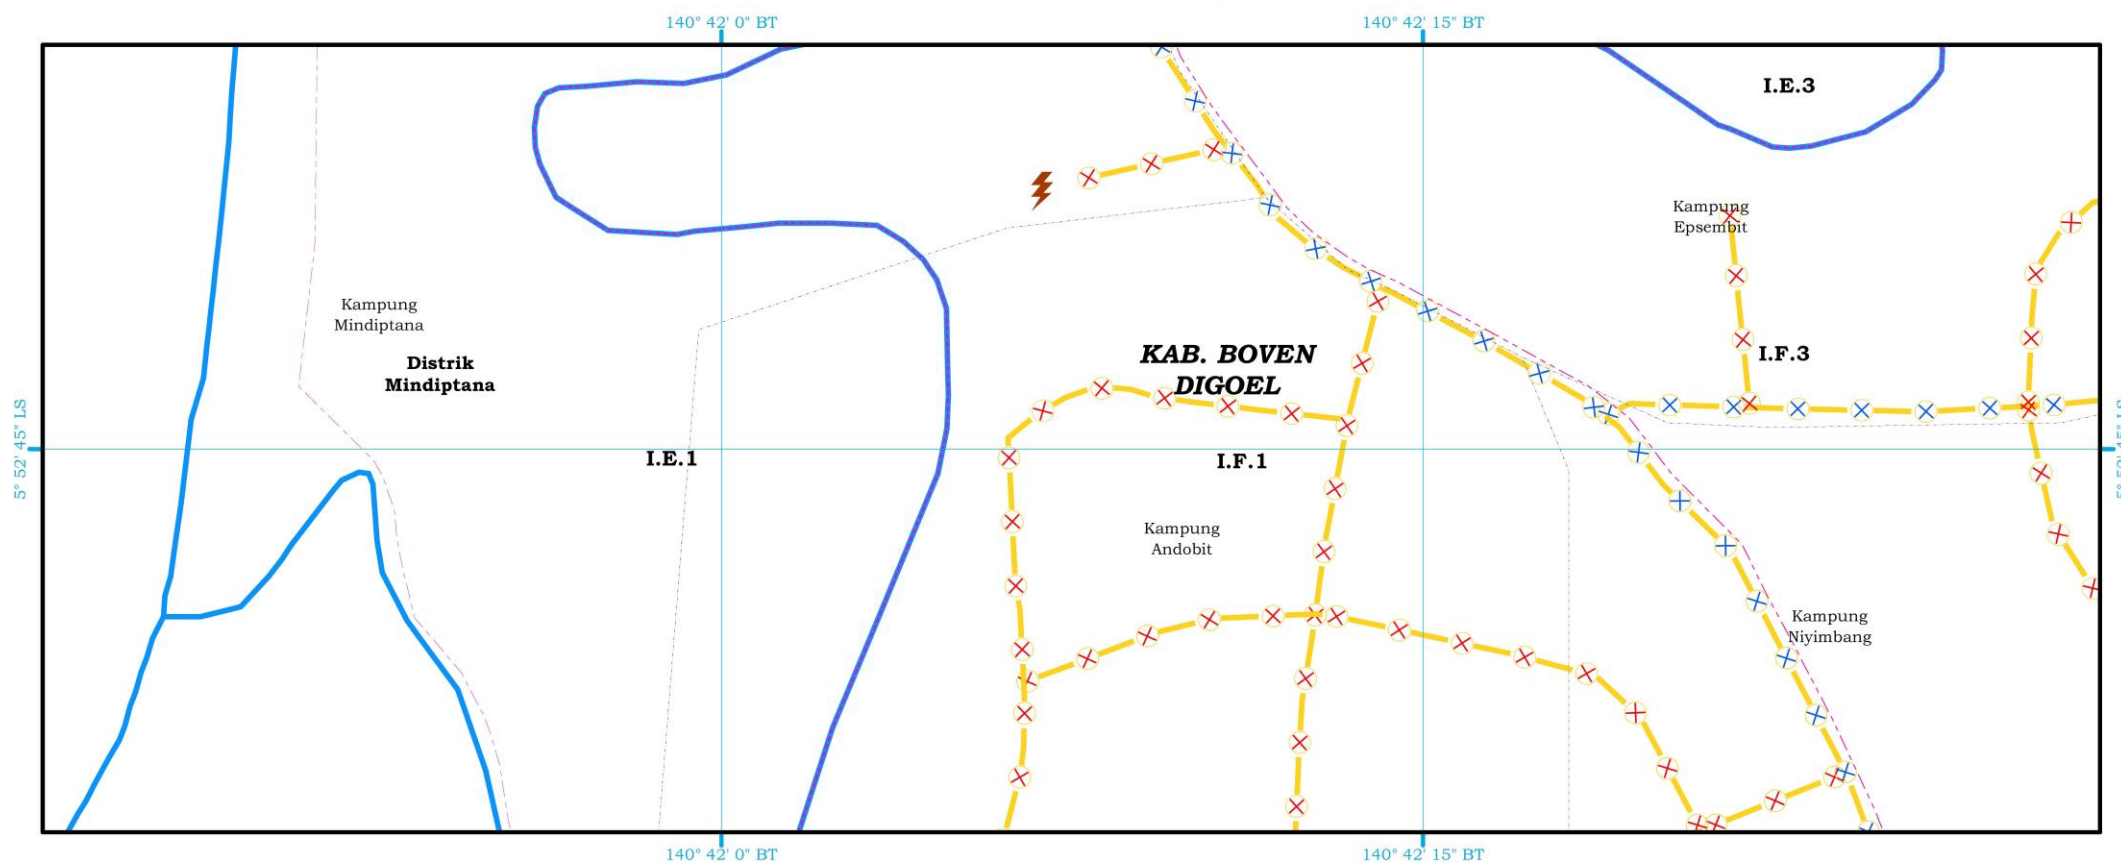 140° 42' 0" BT
140° 42' 15" BT
I.E.3
Kampung
Epsembit
Kampung
Mindiptana
Distrik
Mindiptana
KAB. BOVEN
DIGOEL
I.F.3
5° 52' 45" LS
I.E.1
I.F.1
Kampung
Andobit
Kampung
Niyimbang
140° 42' 0" BT
140° 42' 15" BT